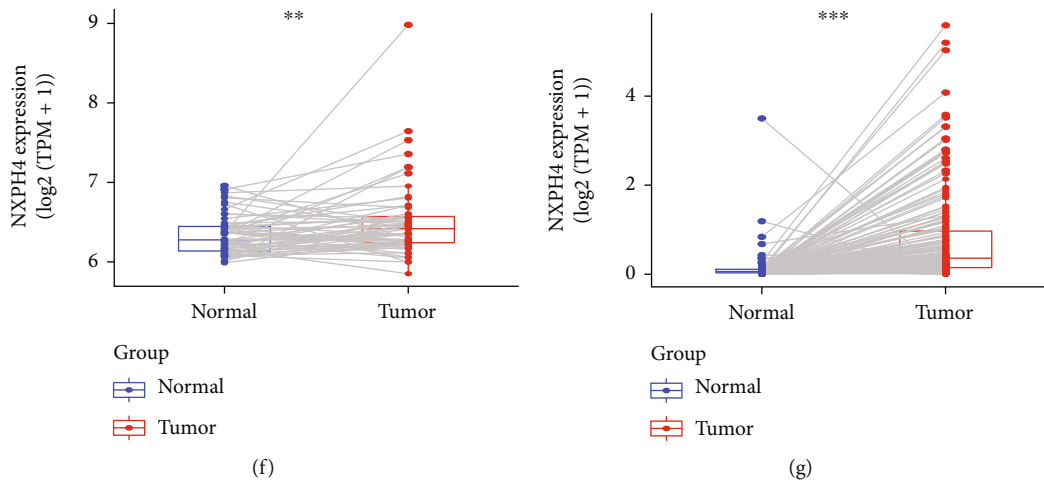 NXPH4 expression
(log2 (TPM + 1))
9
8
7
6
**
Normal
Tumor
Group
Normal
Tumor
(f)
NXPH4 expression
(log2 (TPM + 1))
4
2
0
***
Normal
Tumor
Group
Normal
Tumor
(g)